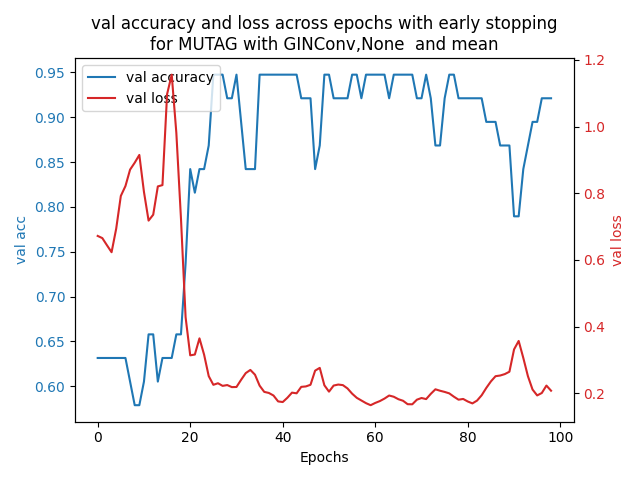 val accuracy and loss across epochs with early stopping
for MUTAG with GINConv,None  and mean
val accuracy
val loss
0.95
0.90
0.85
0.80
0.75
0.70
0.65
0.60
val acc
1.2
1.0
0.8
0.6
0.4
0.2
val loss
0 20 40 60 80 100
Epochs